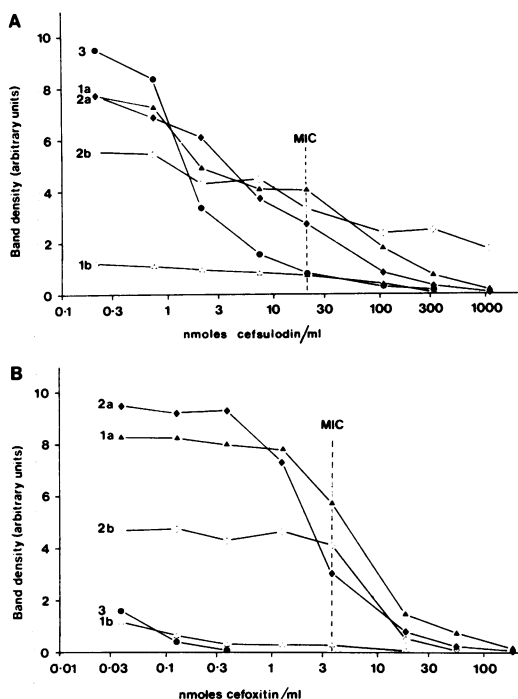 A
Band density (arbitrary units)
10
8
6
4
2
0
3
1a
2a
2b
1b
MIC
0·1 0·3 1 3 10 30 100 300 1000
nmoles cefsulodin/ml
B
Band density (arbitrary units)
10
8
6
4
2
0
2a
1a
2b
3
1b
MIC
0·01 0·03 0·1 0·3 1 3 10 30 100
nmoles cefoxitin/ml